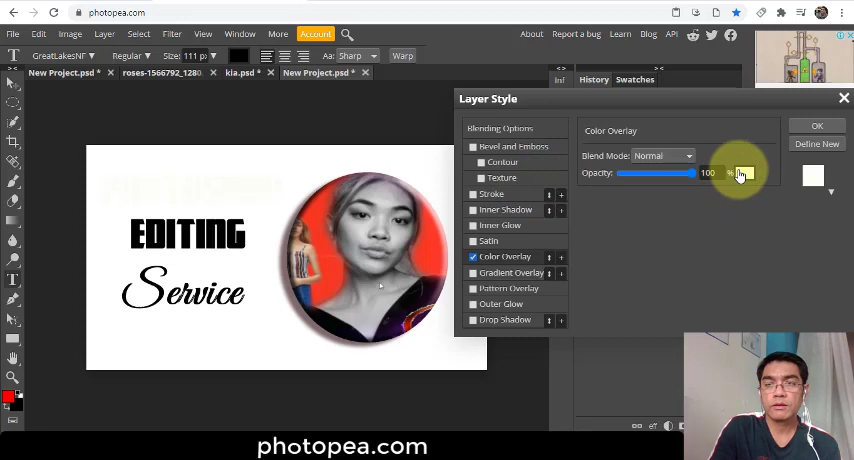 photopea.com
File Edit Image Layer Select Filter View Window More Account
About Report a bug Learn Blog API
T GreatLakesNF Regular Size: 111 p Aa: Sharp Warp
New Project.psd * roses-1566792_1280. kia.psd * New Project.psd *
Inf History Swatches
Layer Style
Blending Options
Bevel and Emboss
Contour
Texture
Stroke
Inner Shadow
Inner Glow
Satin
Color Overlay
Gradient Overlay
Pattern Overlay
Outer Glow
Drop Shadow
Color Overlay
Blend Mode: Normal
Opacity: 100 %
OK
Define New
EDITING
Service
eff
photopea.com